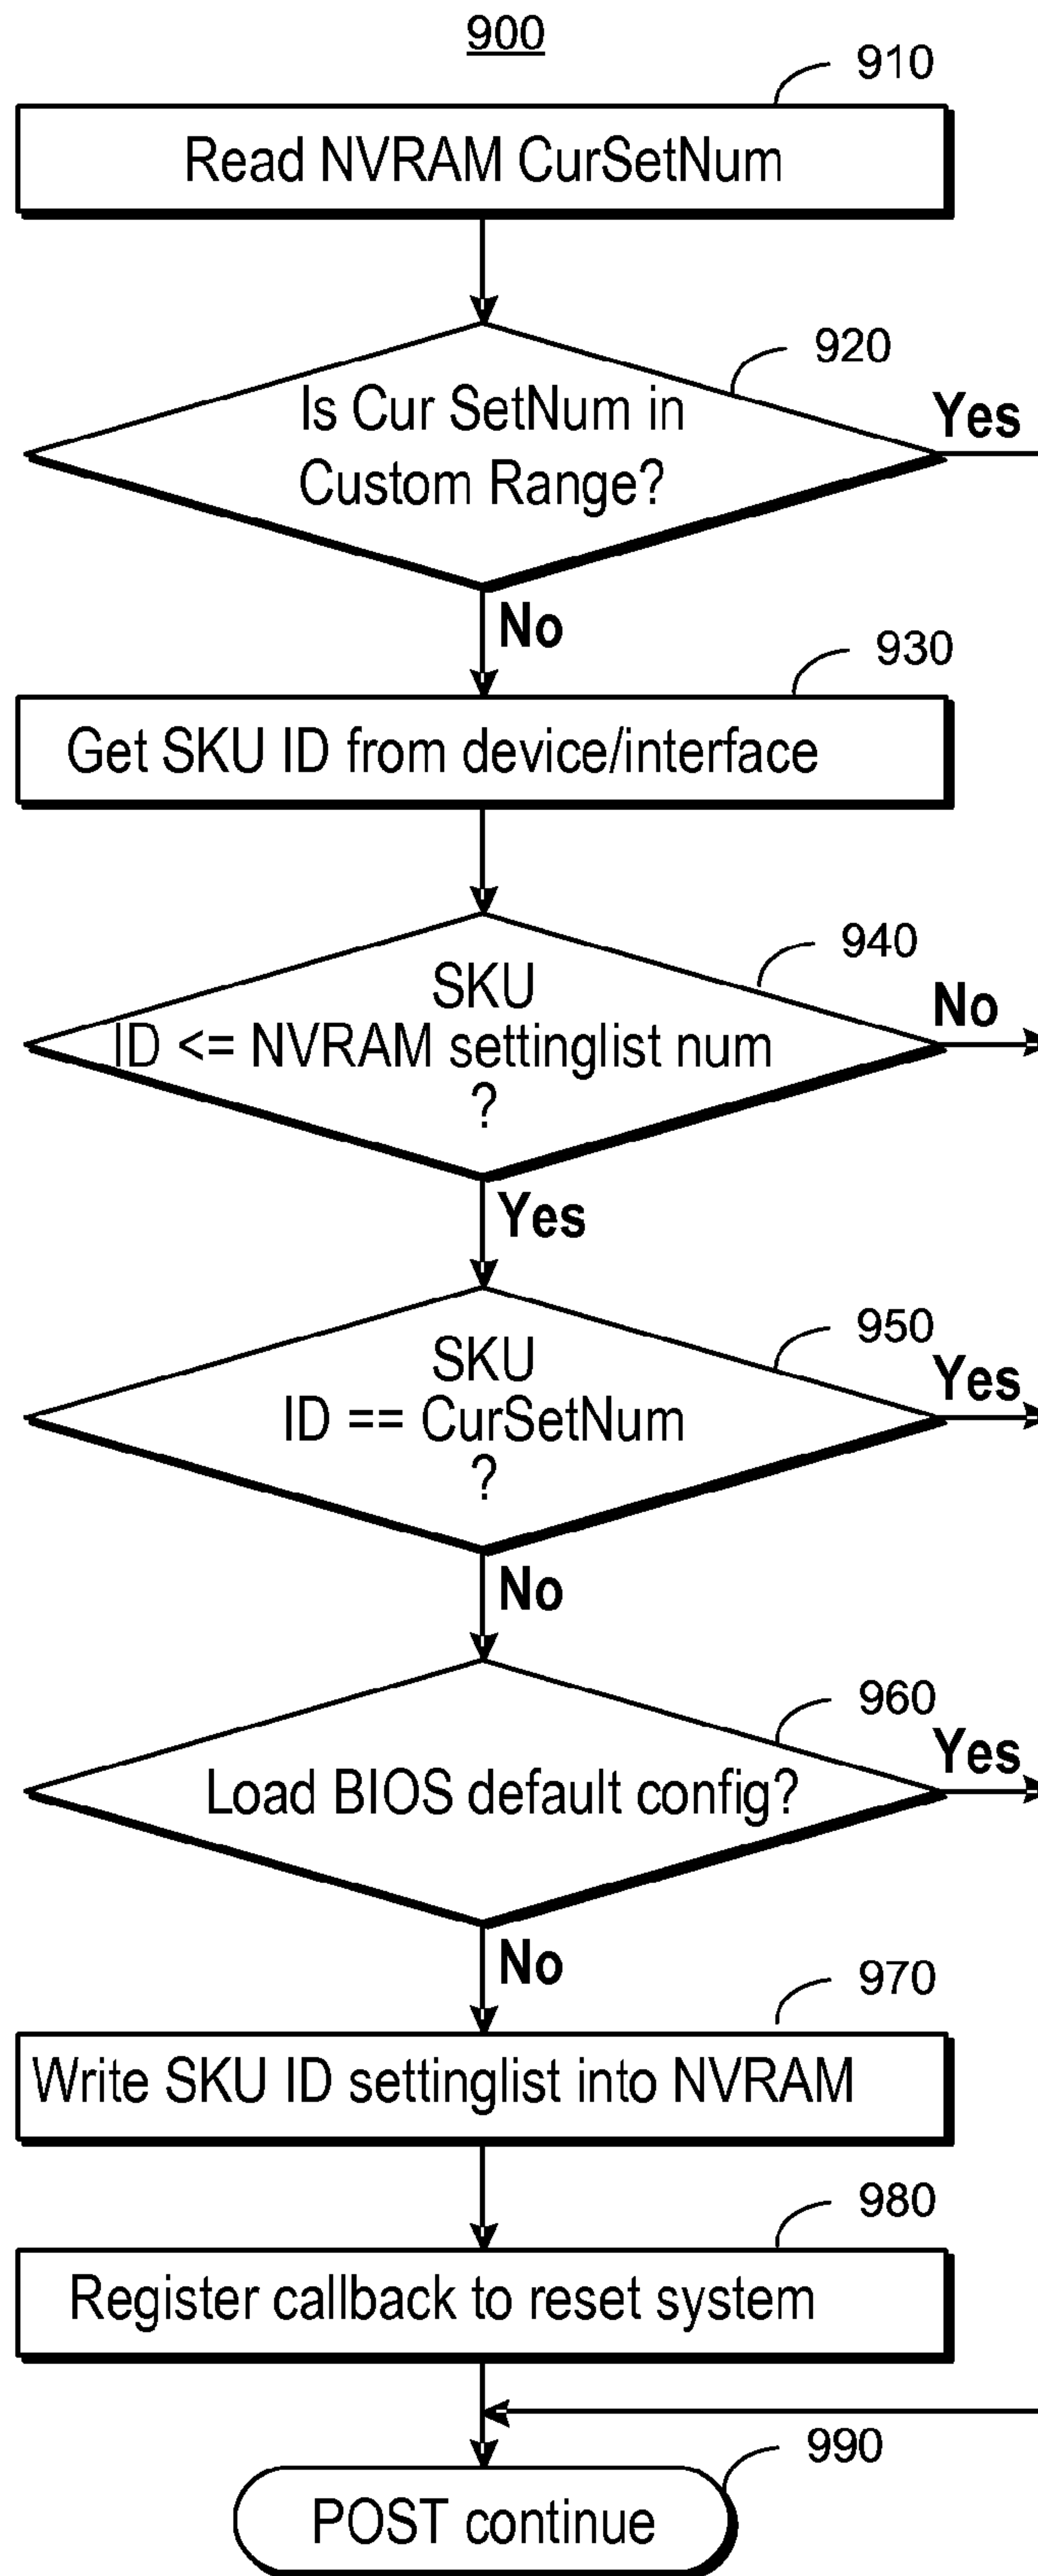 900
910
Read NVRAM CurSetNum
920
Is Cur SetNum in
Custom Range?
Yes
No
930
Get SKU ID from device/interface
940
SKU
ID <= NVRAM settinglist num
?
No
Yes
950
SKU
ID == CurSetNum
?
Yes
No
960
Load BIOS default config?
Yes
No
970
Write SKU ID settinglist into NVRAM
980
Register callback to reset system
990
POST continue